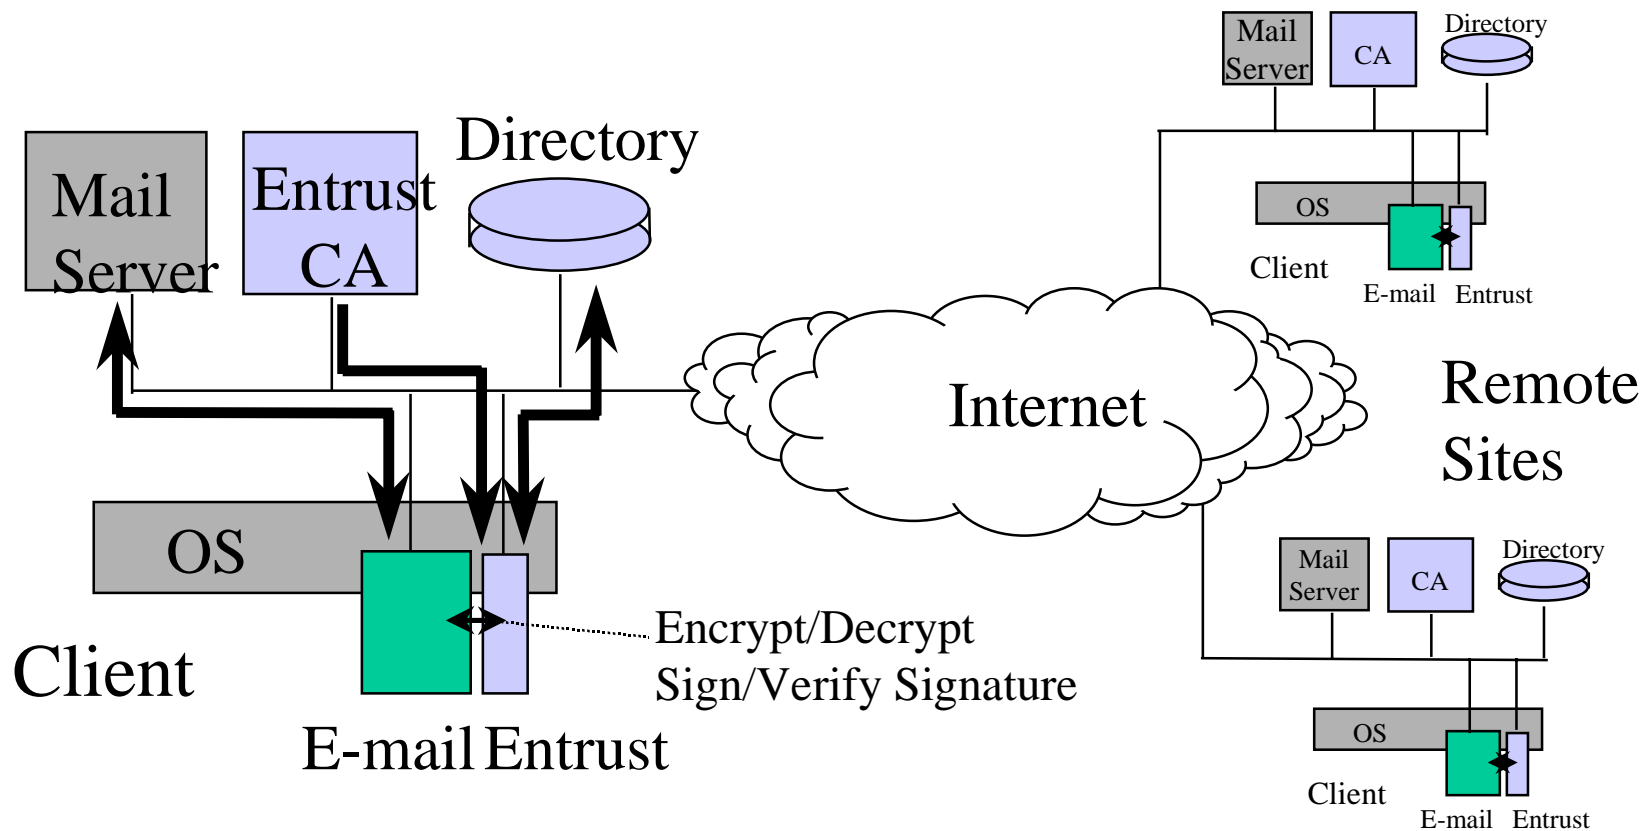 Mail
Server
Entrust
CA
Directory
OS
Client
E-mail
Entrust
Encrypt/Decrypt
Sign/Verify Signature
Internet
Mail
Server
CA
Directory
OS
Client
E-mail
Entrust
Remote
Sites
Mail
Server
CA
Directory
OS
Client
E-mail
Entrust